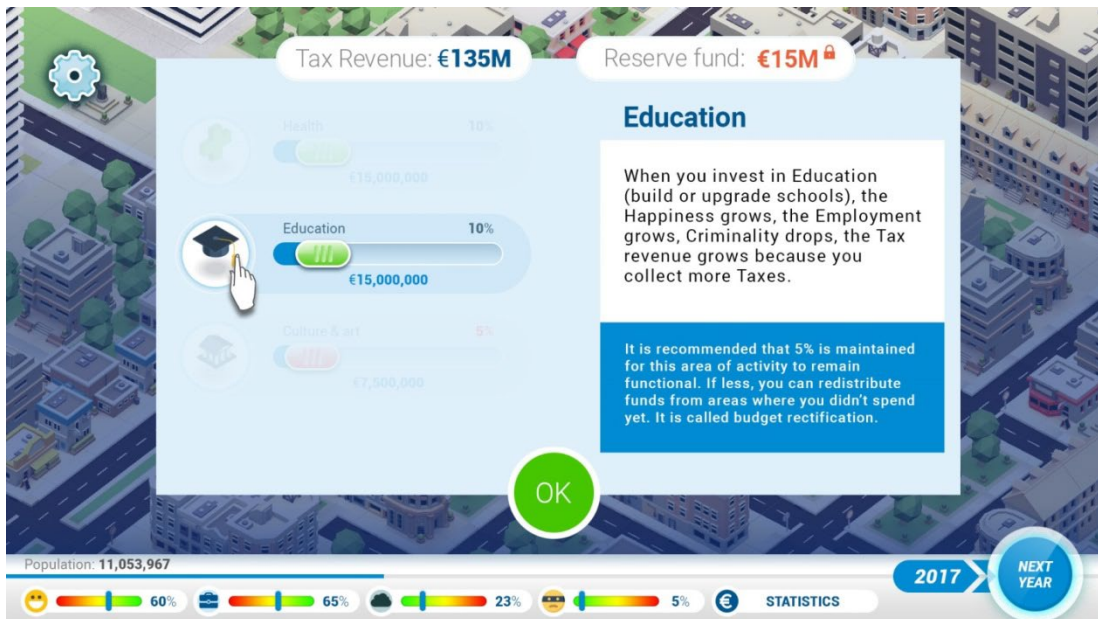 Tax Revenue: €135M
Reserve fund: €15M
Health 10%
€15,000,000
Education 10%
€15,000,000
Culture & art 5%
€7,500,000
Education
When you invest in Education
(build or upgrade schools), the
Happiness grows, the Employment
grows, Criminality drops, the Tax
revenue grows because you
collect more Taxes.
It is recommended that 5% is maintained
for this area of activity to remain
functional. If less, you can redistribute
funds from areas where you didn't spend
yet. It is called budget rectification.
OK
Population: 11,053,967
2017
NEXT
YEAR
60%
65%
23%
5%
€ STATISTICS